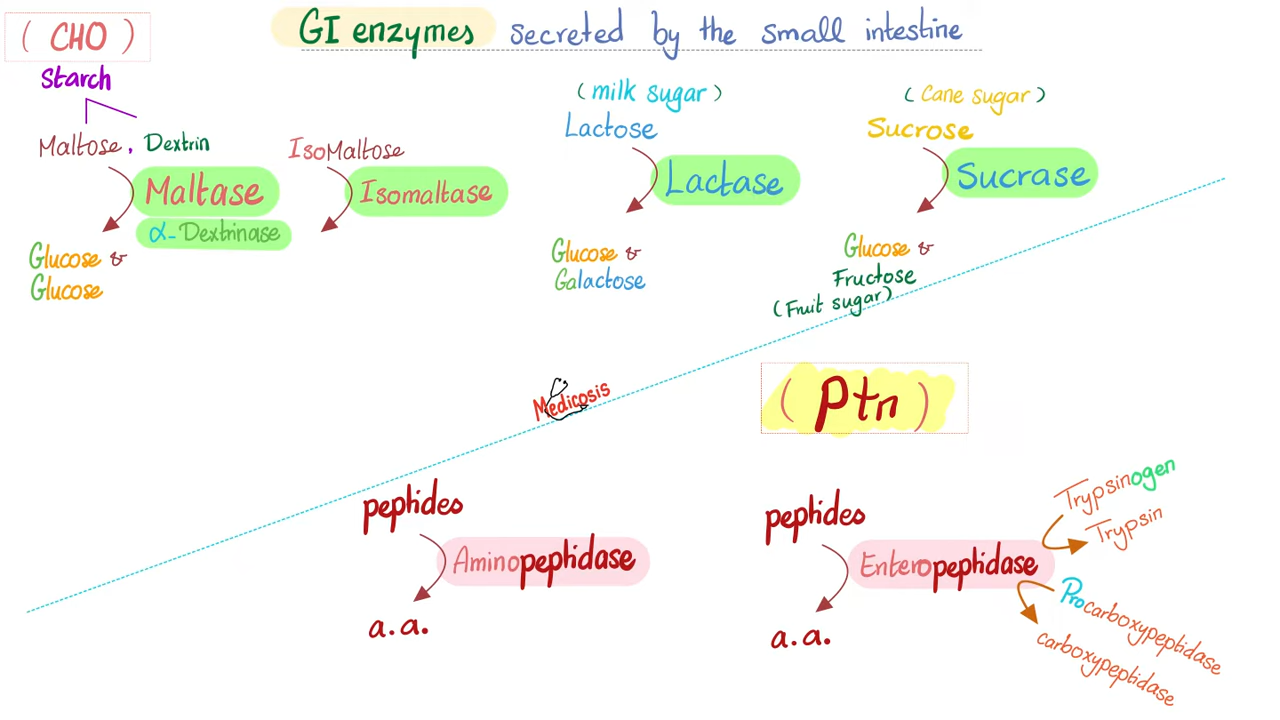 ( CHO )
GI enzymes secreted by the small intestine
Starch
Maltose, Dextrin
Maltase
α-Dextrinase
Glucose &
Glucose
IsoMaltose
Isomaltase
(milk sugar)
Lactose
Lactase
Glucose &
Galactose
(Cane sugar)
Sucrose
Sucrase
Glucose &
Fructose
(Fruit sugar)
Medicosis
( Ptn )
peptides
Aminopeptidase
a.a.
peptides
Enteropeptidase
a.a.
Trypsinogen
Trypsin
Procarboxypeptidase
carboxypeptidase